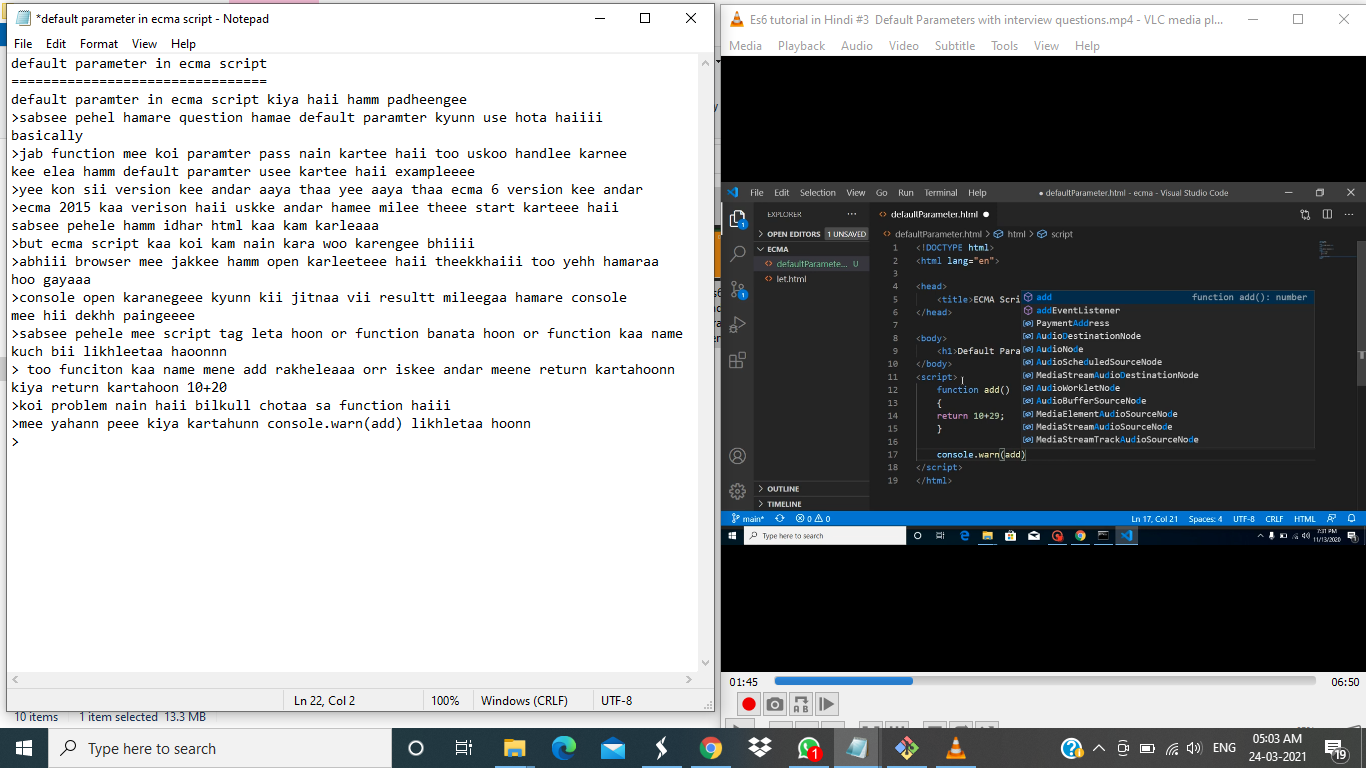 *default parameter in ecma script - Notepad
File Edit Format View Help
default parameter in ecma script
================================
default paramter in ecma script kiya haii hamm padheengee
>sabsee pehel hamare question hamae default paramter kyunn use hota haiiii
basically
>jab function mee koi paramter pass nain kartee haii too uskoo handlee karnee
kee elea hamm default paramter usee kartee haii exampleeee
>yee kon sii version kee andar aaya thaa yee aaya thaa ecma 6 version kee andar
>ecma 2015 kaa verison haii uskke andar hamee milee theee start karteee haii
sabsee pehele hamm idhar html kaa kam karleaaa
>but ecma script kaa koi kam nain kara woo karengee bhiiii
>abhiii browser mee jakkee hamm open karleeteee haii theekkhaiii too yehh hamaraa
hoo gayaaa
>console open karanegeee kyunn kii jitnaa vii resultt mileegaa hamare console
mee hii dekhh paingeeee
>sabsee pehele mee script tag leta hoon or function banata hoon or function kaa name
kuch bii likhleetaa haoonnn
> too funciton kaa name mene add rakheleaaa orr iskee andar meene return kartahoonn
kiya return kartahoon 10+20
>koi problem nain haii bilkull chotaa sa function haiii
>mee yahann peee kiya kartahunn console.warn(add) likhletaa hoonn
>
Ln 22, Col 2 100% Windows (CRLF) UTF-8
10 items 1 item selected 13.3 MB
Es6 tutorial in Hindi #3 Default Parameters with interview questions.mp4 - VLC media pl...
Media Playback Audio Video Subtitle Tools View Help
File Edit Selection View Go Run Terminal Help
● defaultParameter.html - ecma - Visual Studio Code
EXPLORER ...
OPEN EDITORS 1 UNSAVED
ECMA
defaultParamete... U
let.html
OUTLINE
TIMELINE
defaultParameter.html ●
defaultParameter.html > html > script
1 <!DOCTYPE html>
2 <html lang="en">
3
4 <head>
5 <title>ECMA Scri
6 </head>
7
8 <body>
9 <h1>Default Para
10 </body>
11 <script>
12 function add()
13 {
14 return 10+29;
15 }
16
17 console.warn(add)
18 </script>
19 </html>
add function add(): number
addEventListener
PaymentAddress
AudioDestinationNode
AudioNode
AudioScheduledSourceNode
MediaStreamAudioDestinationNode
AudioWorkletNode
AudioBufferSourceNode
MediaElementAudioSourceNode
MediaStreamAudioSourceNode
MediaStreamTrackAudioSourceNode
main* 0 0 Ln 17, Col 21 Spaces: 4 UTF-8 CRLF HTML
Type here to search
7:31 PM
11/13/2020
01:45 06:50
Type here to search
1
ENG
05:03 AM
24-03-2021
19